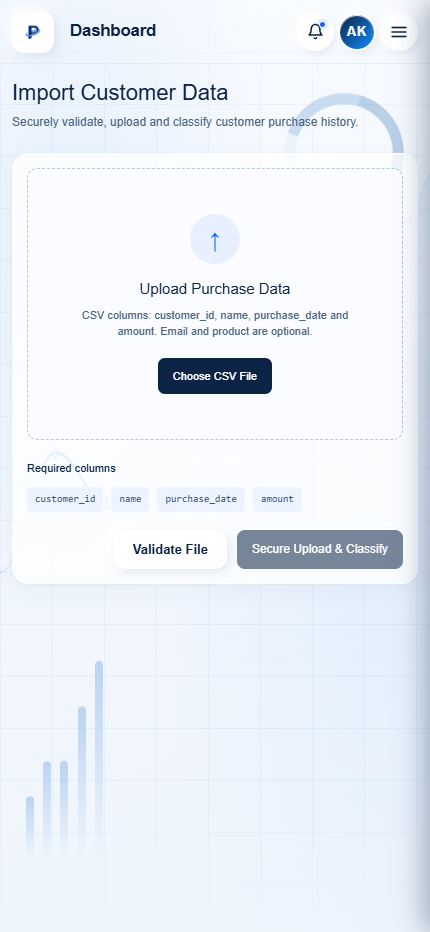 P
Dashboard
AK
Import Customer Data
Securely validate, upload and classify customer purchase history.
↑
Upload Purchase Data
CSV columns: customer_id, name, purchase_date and
amount. Email and product are optional.
Choose CSV File
Required columns
customer_id name purchase_date amount
Validate File Secure Upload & Classify